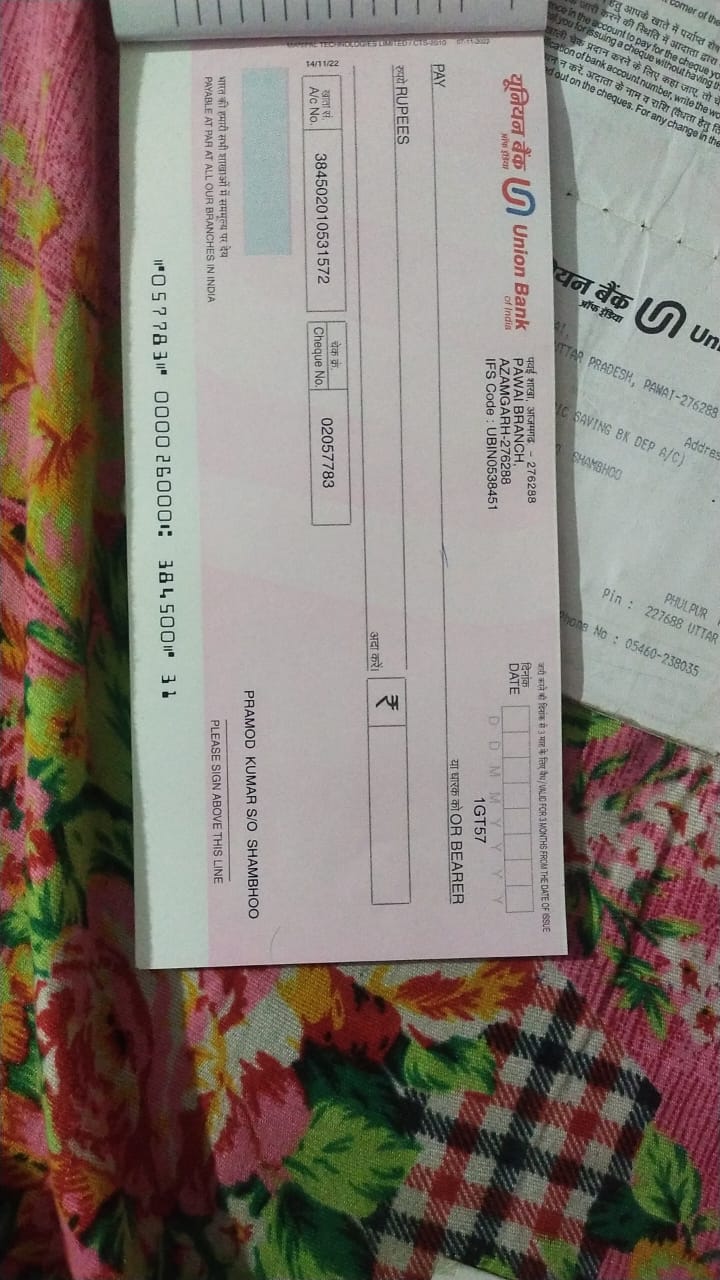 यूनियन बैंक
ऑफ इंडिया
Uni
PRADESH, PAWAI-276288
Address
SAVING BK DEP A/C)
SHAMBHOO
PHULPUR
Pin : 227688 UTTAR
No : 05460-238035
यूनियन बैंक
ऑफ इंडिया
Union Bank
of India
पवई शाखा, आजमगढ़ - 276288
PAWAI BRANCH,
AZAMGARH-276288
IFS Code : UBIN0538451
जारी करने की दिनांक से 3 माह के लिए वैध / VALID FOR 3 MONTHS FROM THE DATE OF ISSUE
दिनांक
DATE
D D M M Y Y Y Y
1GT57
PAY
या धारक को OR BEARER
रुपये RUPEES
अदा करें।
₹
14/11/22
खाता सं.
A/c No.
384502010531572
चेक क्रं.
Cheque No.
02057783
PRAMOD KUMAR S/O SHAMBHOO
भारत की हमारी सभी शाखाओं में सममूल्य पर देय
PAYABLE AT PAR AT ALL OUR BRANCHES IN INDIA
PLEASE SIGN ABOVE THIS LINE
⑈057783⑈ 000026000⑆ 384500⑈ 31